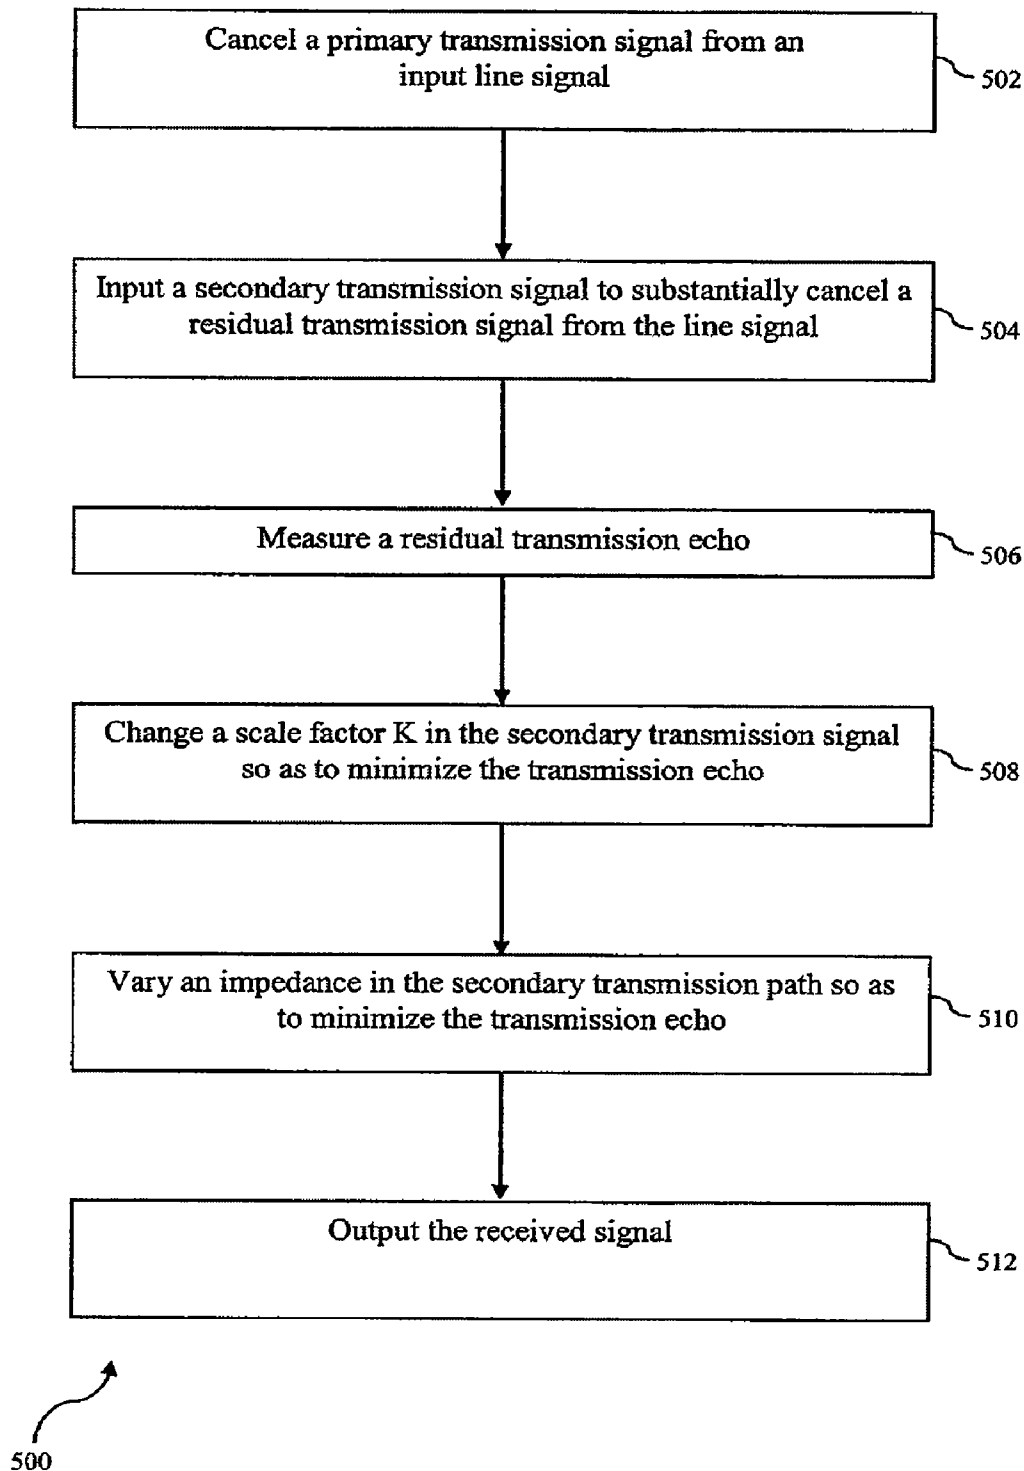 Cancel a primary transmission signal from an
input line signal
502
Input a secondary transmission signal to substantially cancel a
residual transmission signal from the line signal
504
Measure a residual transmission echo
506
Change a scale factor K in the secondary transmission signal
so as to minimize the transmission echo
508
Vary an impedance in the secondary transmission path so as
to minimize the transmission echo
510
Output the received signal
512
500